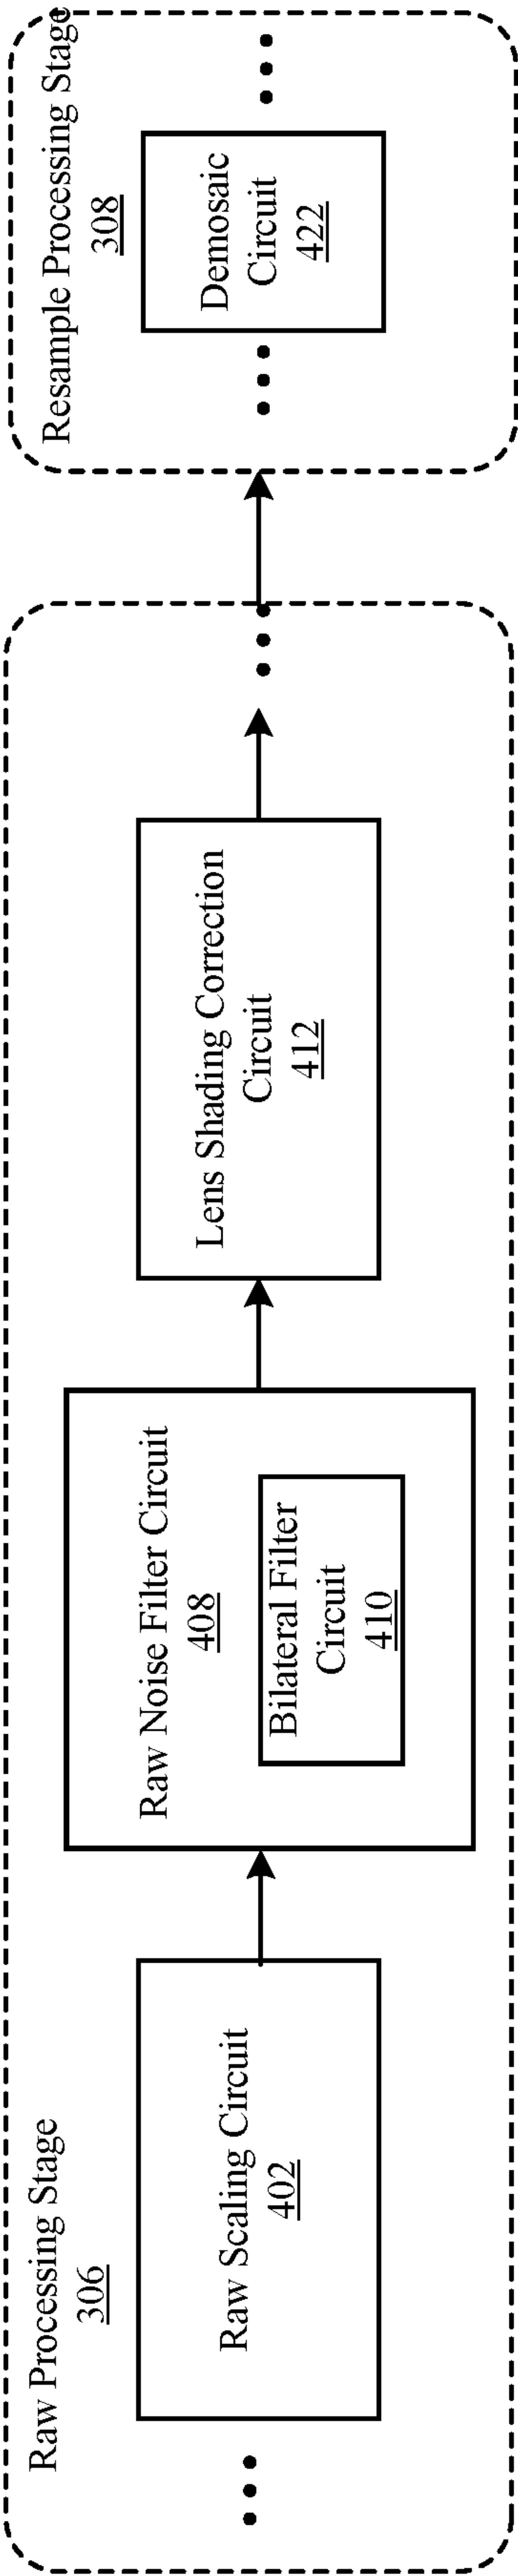 Raw Processing Stage
306
Raw Scaling Circuit
402
Raw Noise Filter Circuit
408
Bilateral Filter
Circuit
410
Lens Shading Correction
Circuit
412
Resample Processing Stage
308
Demosaic
Circuit
422